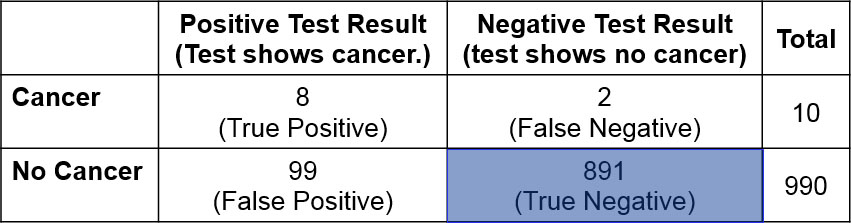 Positive Test Result
(Test shows cancer.)
Negative Test Result
(test shows no cancer)
Total
Cancer
8
(True Positive)
2
(False Negative)
10
No Cancer
99
(False Positive)
891
(True Negative)
990